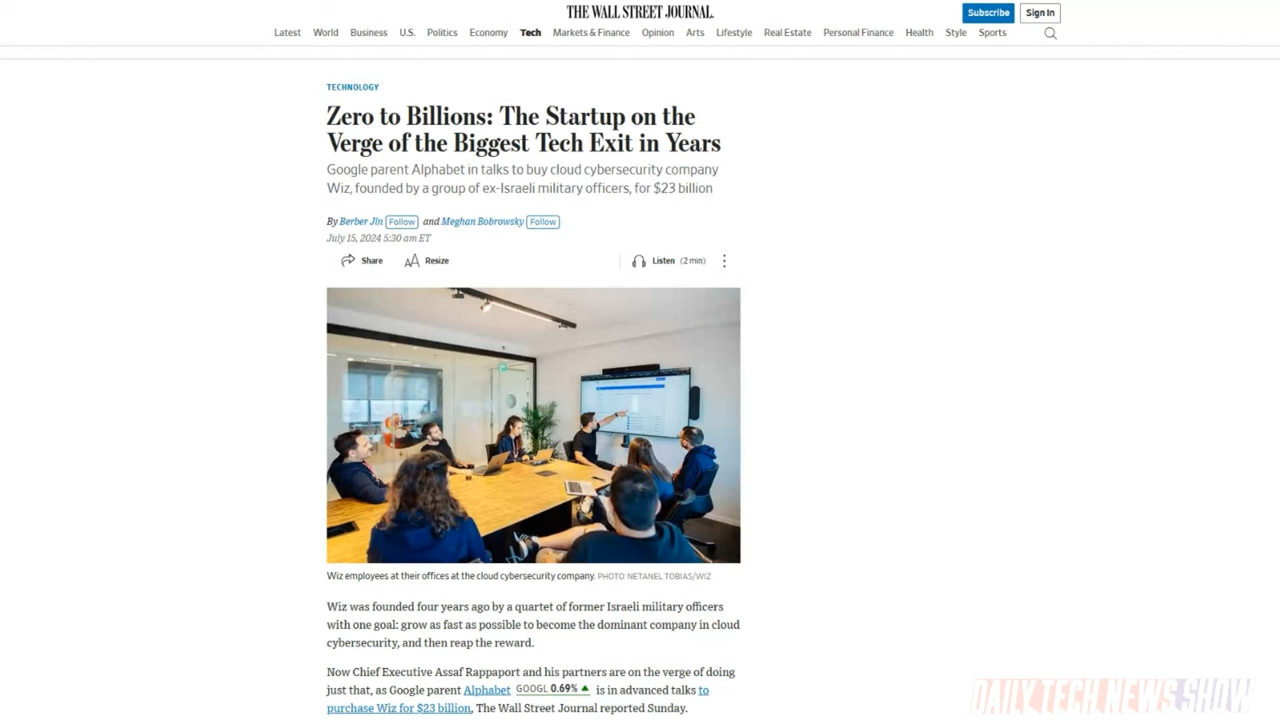 THE WALL STREET JOURNAL.
Subscribe
Sign In
Latest World Business U.S. Politics Economy Tech Markets & Finance Opinion Arts Lifestyle Real Estate Personal Finance Health Style Sports
TECHNOLOGY
Zero to Billions: The Startup on the
Verge of the Biggest Tech Exit in Years
Google parent Alphabet in talks to buy cloud cybersecurity company
Wiz, founded by a group of ex-Israeli military officers, for $23 billion
By Berber Jin Follow and Meghan Bobrowsky Follow
July 15, 2024 5:30 am ET
Share AA Resize Listen (2 min)
Wiz employees at their offices at the cloud cybersecurity company. PHOTO: NETANEL TOBIAS/WIZ
Wiz was founded four years ago by a quartet of former Israeli military officers
with one goal: grow as fast as possible to become the dominant company in cloud
cybersecurity, and then reap the reward.
Now Chief Executive Assaf Rappaport and his partners are on the verge of doing
just that, as Google parent Alphabet GOOGL 0.69% ▲ is in advanced talks to
purchase Wiz for $23 billion, The Wall Street Journal reported Sunday.
DAILY TECH NEWS SHOW